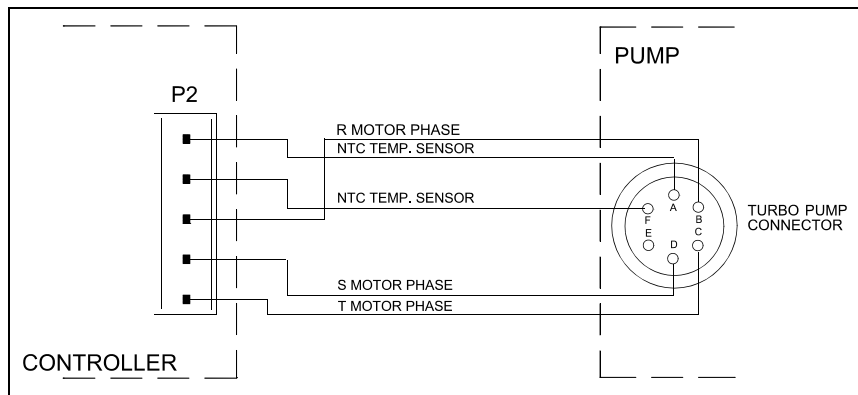 PUMP
P2
R MOTOR PHASE
NTC TEMP. SENSOR
NTC TEMP. SENSOR
A
B
F
TURBO PUMP
CONNECTOR
E
D
C
S MOTOR PHASE
T MOTOR PHASE
CONTROLLER